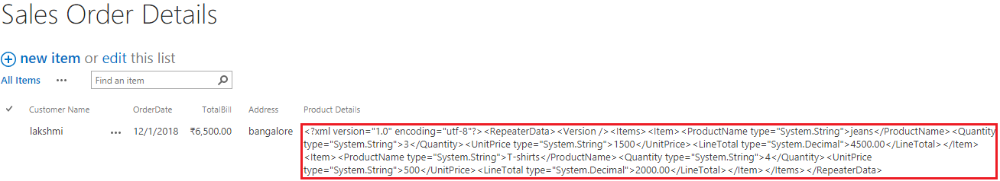 Sales Order Details
new item or edit this list
All Items ... Find an item
Customer Name OrderDate TotalBill Address Product Details
lakshmi ... 12/1/2018 ₹6,500.00 bangalore <?xml version="1.0" encoding="utf-8"?><RepeaterData><Version /><Items><Item><ProductName type="System.String">jeans</ProductName><Quantity
type="System.String">3</Quantity><UnitPrice type="System.String">1500</UnitPrice><LineTotal type="System.Decimal">4500.00</LineTotal></Item>
<Item><ProductName type="System.String">T-shirts</ProductName><Quantity type="System.String">4</Quantity><UnitPrice
type="System.String">500</UnitPrice><LineTotal type="System.Decimal">2000.00</LineTotal></Item></Items></RepeaterData>